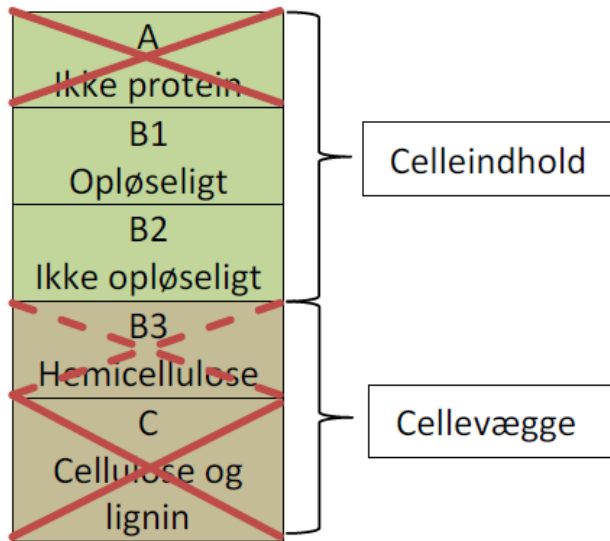 A
Ikke protein
B1
Opløseligt
B2
Ikke opløseligt
Celleindhold
B3
Hemicellulose
C
Cellulose og
lignin
Cellevægge